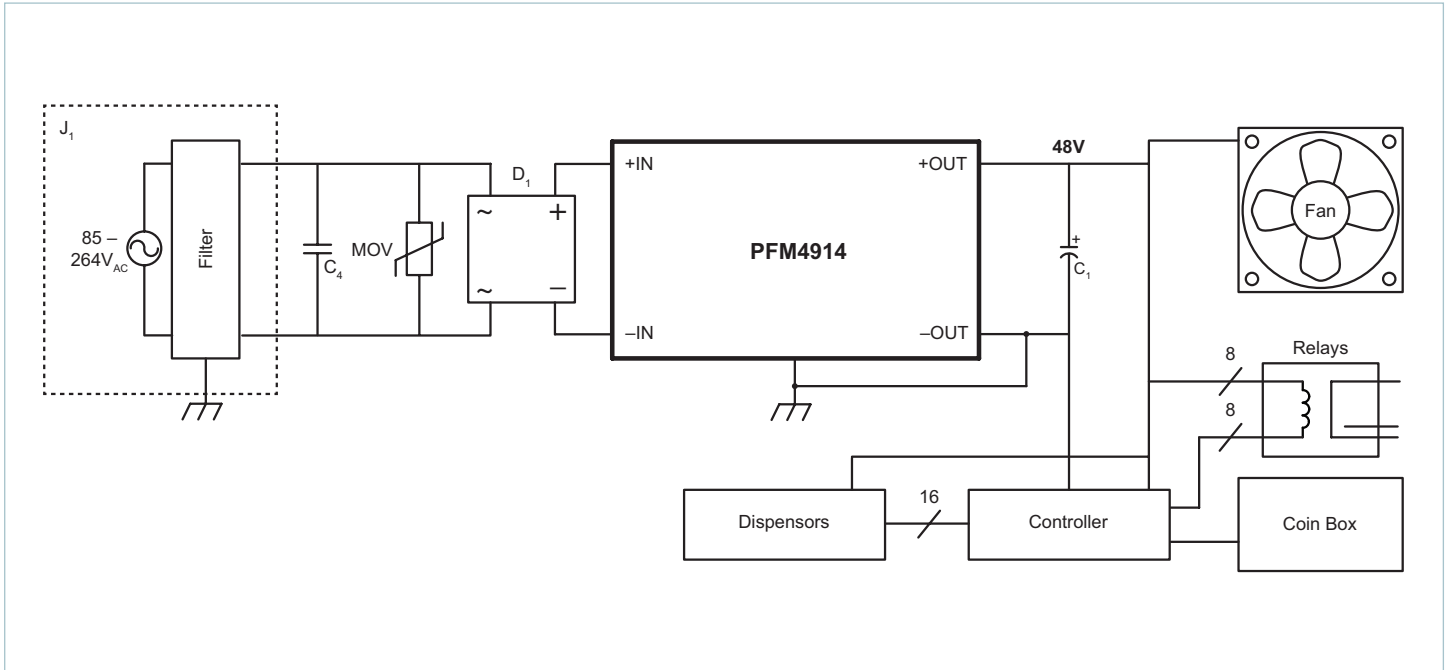 J₁
85 –
264V_AC
Filter
C₄
MOV
D₁
~
+
~
–
+IN
–IN
PFM4914
+OUT
–OUT
48V
+
C₁
Fan
8
Relays
8
Dispensors
16
Controller
Coin Box